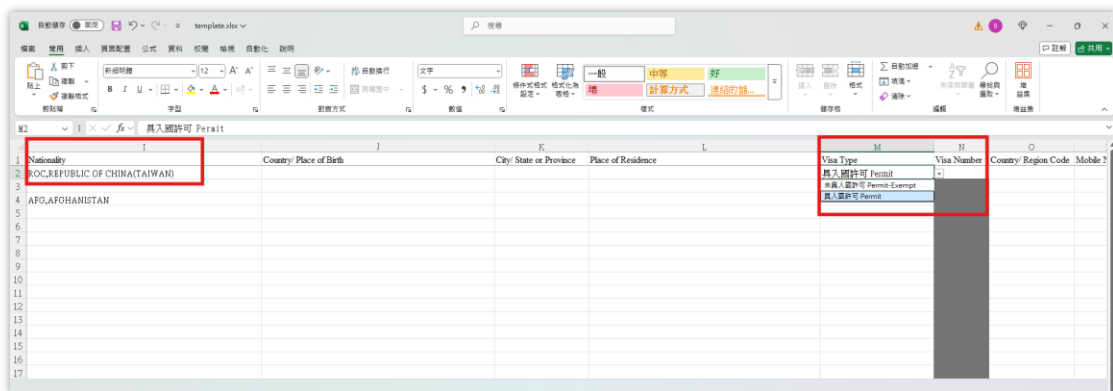 自動儲存 關閉 template.xlsx 搜尋
檔案 常用 插入 頁面配置 公式 資料 校閱 檢視 自動化 說明 註解 共用
貼上 剪下 複製 複製格式 剪貼簿
新細明體 12 A A B I U A 字型
自動換行 跨欄置中 對齊方式
文字 $ % 數值
條件式格式設定 格式化為表格 一般 中等 好 壞 計算方式 連結的儲... 樣式
插入 刪除 格式 儲存格
自動加總 填滿 清除 排序與篩選 尋找與選取 編輯
增益集 增益集
M2 fx 具入國許可 Permit
I J K L M N O
1 Nationality Country/ Place of Birth City/ State or Province Place of Residence Visa Type Visa Number Country/ Region Code Mobile N
2 ROC,REPUBLIC OF CHINA(TAIWAN) 具入國許可 Permit
3 未具入國許可 Permit-Exempt
4 AFG,AFGHANISTAN 具入國許可 Permit
5
6
7
8
9
10
11
12
13
14
15
16
17